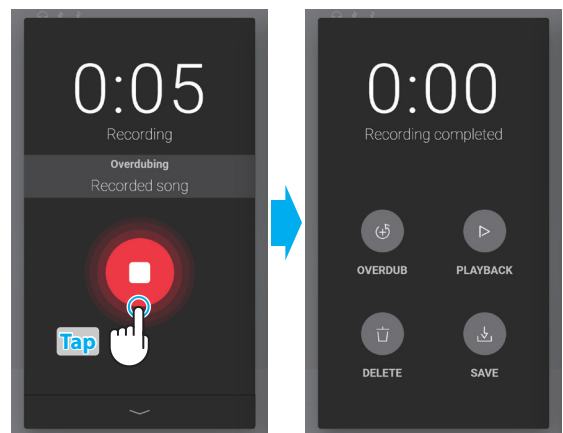 0:05
Recording
Overdubing
Recorded song
Tap
0:00
Recording completed
OVERDUB
PLAYBACK
DELETE
SAVE